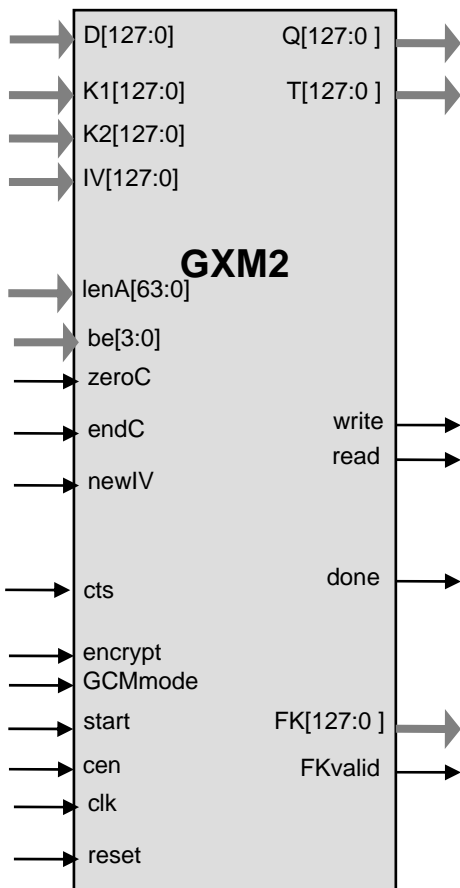 D[127:0]
Q[127:0 ]
K1[127:0]
T[127:0 ]
K2[127:0]
IV[127:0]
GXM2
lenA[63:0]
be[3:0]
zeroC
endC
write
read
newIV
done
cts
encrypt
GCMmode
start
FK[127:0 ]
cen
FKvalid
clk
reset